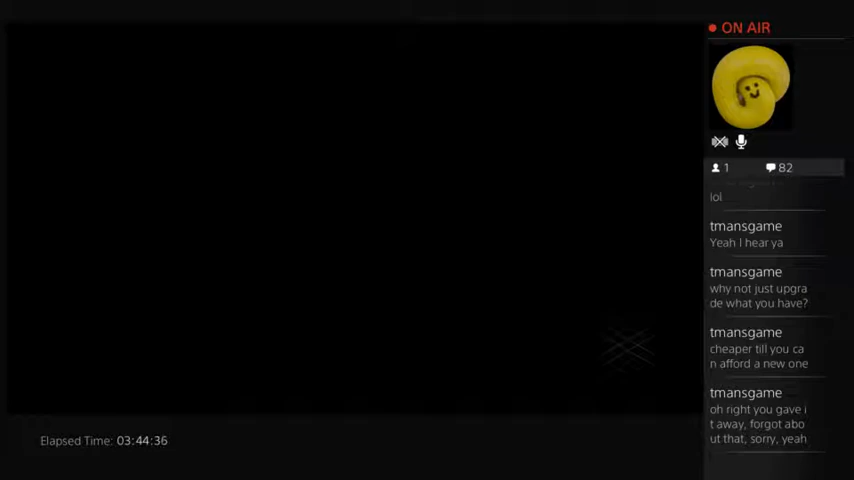 ON AIR
1 82
lol
tmansgame
Yeah I hear ya
tmansgame
why not just upgra
de what you have?
tmansgame
cheaper till you ca
n afford a new one
tmansgame
oh right you gave i
t away, forgot abo
ut that, sorry, yeah
Elapsed Time: 03:44:36